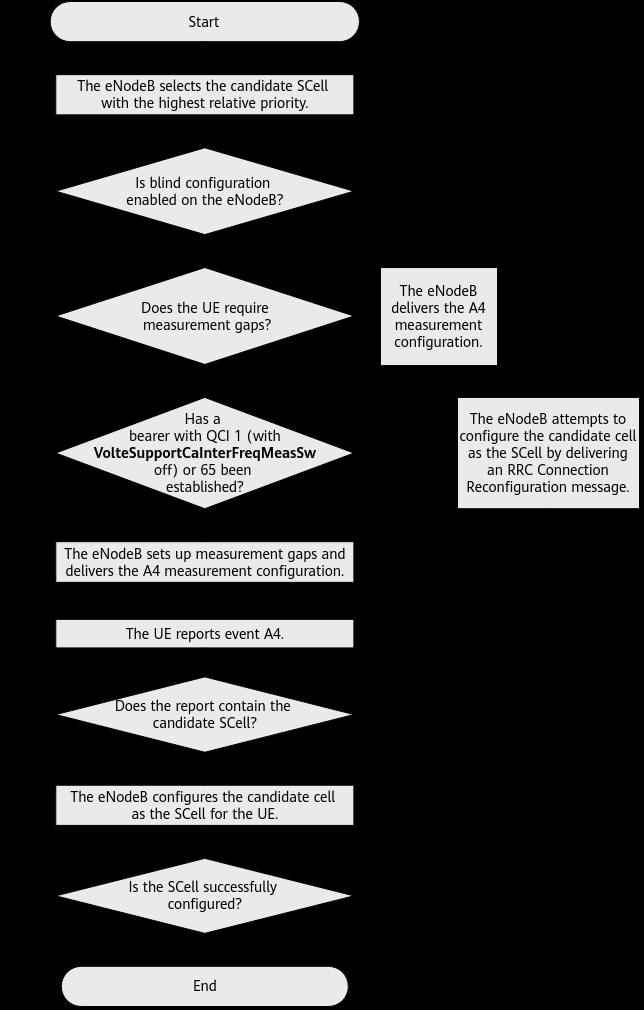 Start
The eNodeB selects the candidate SCell
with the highest relative priority.
Is blind configuration
enabled on the eNodeB?
Does the UE require
measurement gaps?
The eNodeB
delivers the A4
measurement
configuration.
Has a
bearer with QCI 1 (with
VolteSupportCaInterFreqMeasSw
off) or 65 been
established?
The eNodeB attempts to
configure the candidate cell
as the SCell by delivering
an RRC Connection
Reconfiguration message.
The eNodeB sets up measurement gaps and
delivers the A4 measurement configuration.
The UE reports event A4.
Does the report contain the
candidate SCell?
The eNodeB configures the candidate cell
as the SCell for the UE.
Is the SCell successfully
configured?
End